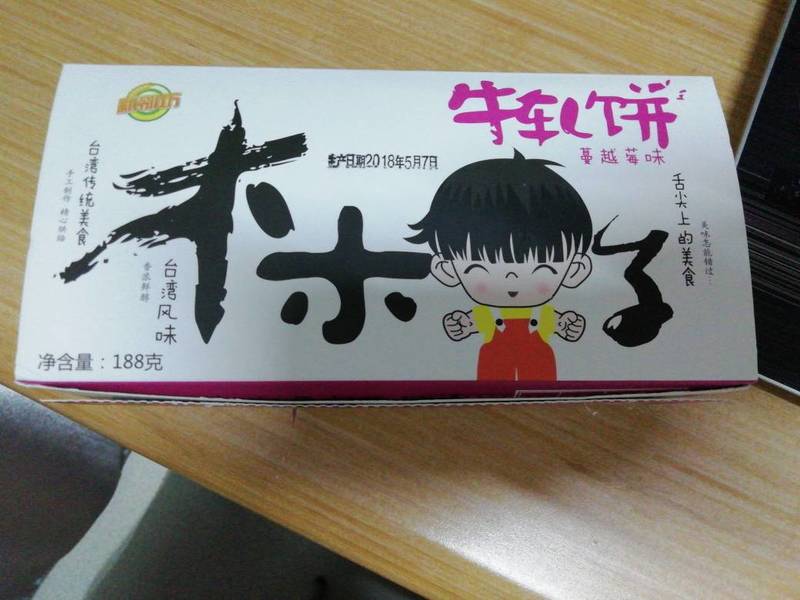 牛轧饼
蔓越莓味
生产日期2018年5月7日
台湾传统美食
手工制作 精心烘焙
台湾风味
香浓鲜醇
舌尖上的美食
美味怎能错过...
净含量：188克